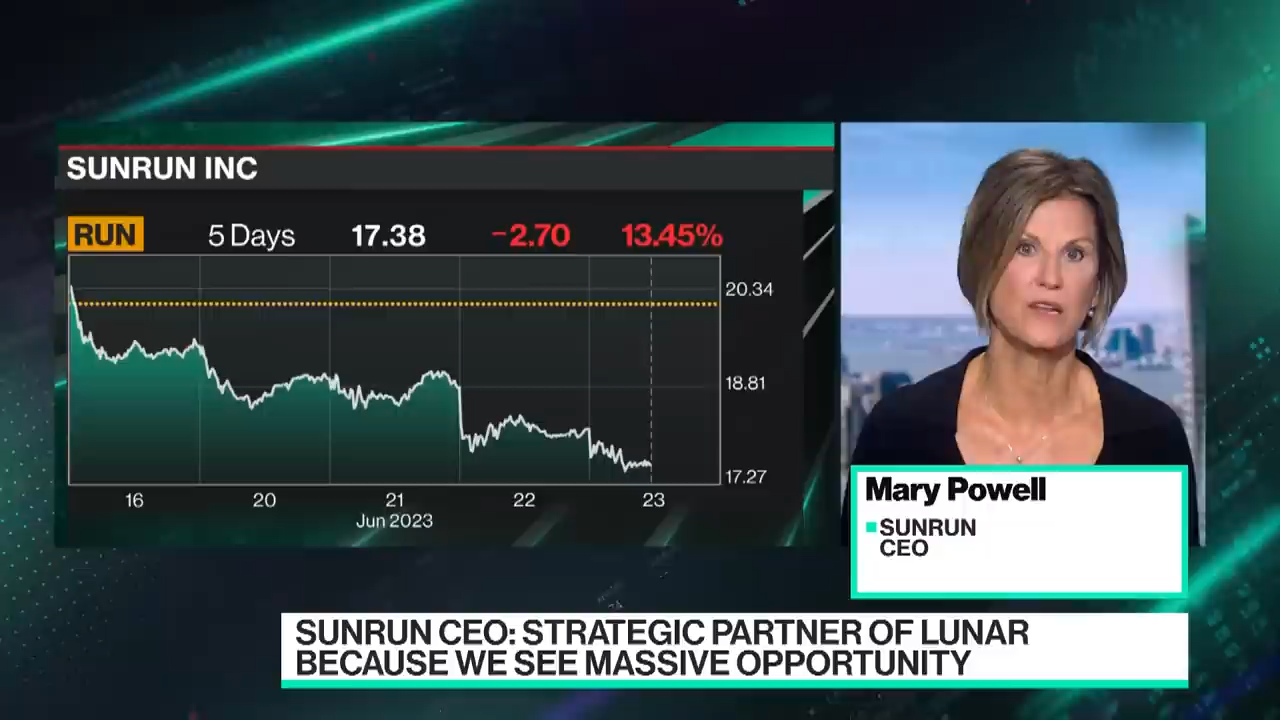 SUNRUN INC
RUN 5 Days 17.38 -2.70 13.45%
20.34
18.81
17.27
16 20 21 22 23
Jun 2023
Mary Powell
SUNRUN
CEO
SUNRUN CEO: STRATEGIC PARTNER OF LUNAR
BECAUSE WE SEE MASSIVE OPPORTUNITY